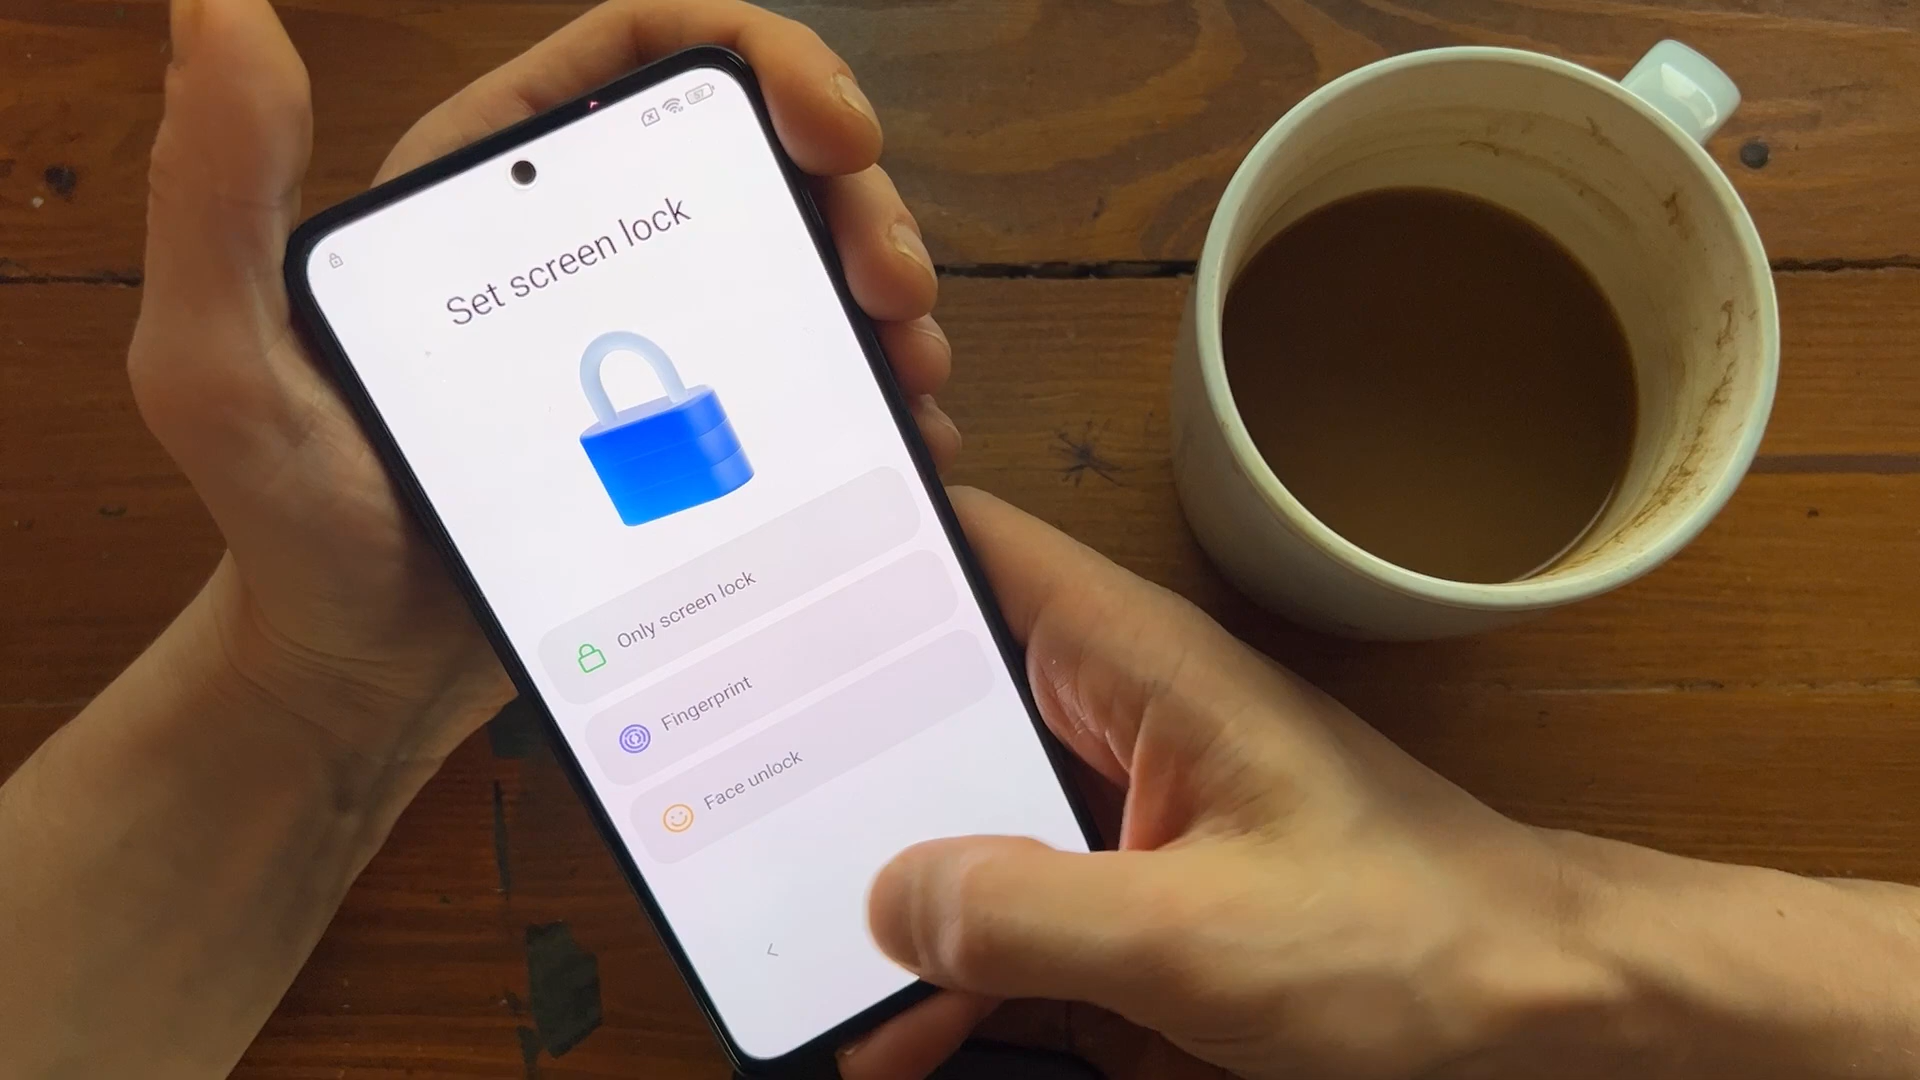 Set screen lock
Only screen lock
Fingerprint
Face unlock